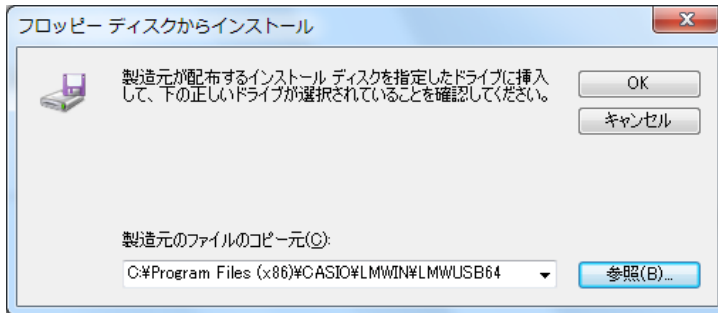 フロッピー ディスクからインストール
製造元が配布するインストール ディスクを指定したドライブに挿入
して、下の正しいドライブが選択されていることを確認してください。
OK
キャンセル
製造元のファイルのコピー元(C):
C:¥Program Files (x86)¥CASIO¥LMWIN¥LMWUSB64
参照(B)...